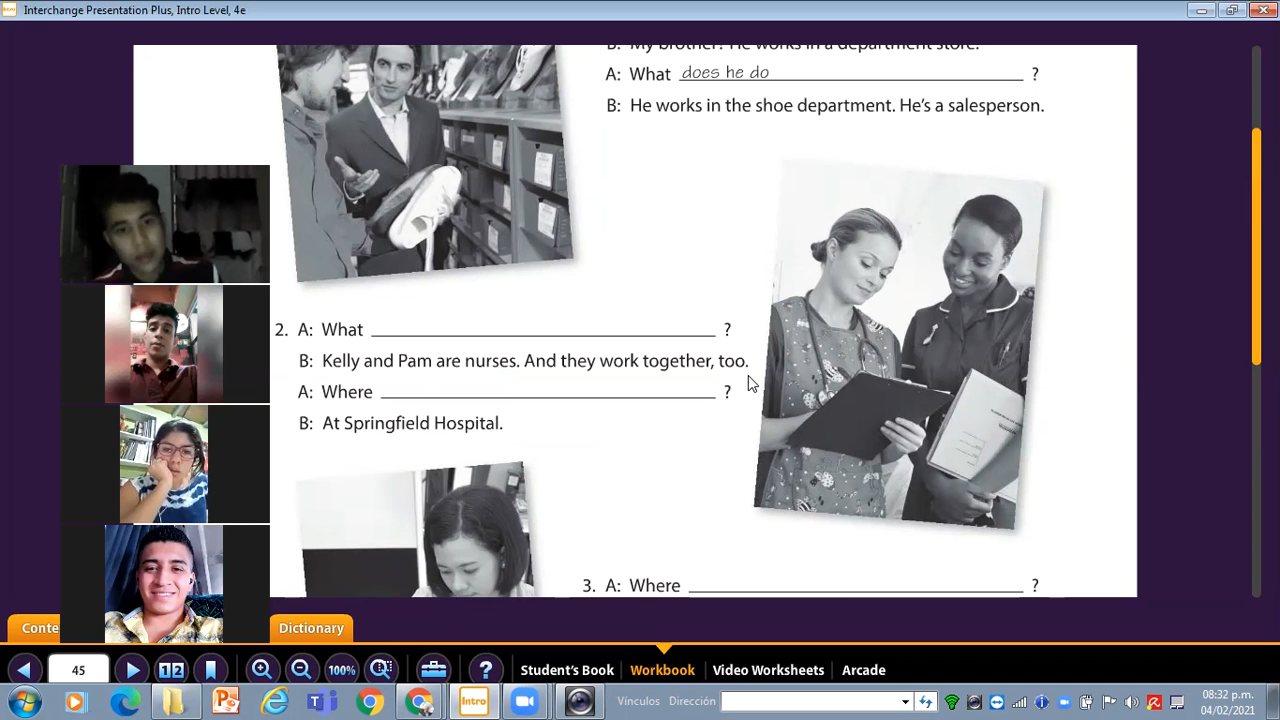 Interchange Presentation Plus, Intro Level, 4e
B: My brother? He works in a department store.
A: What does he do ?
B: He works in the shoe department. He's a salesperson.
2. A: What ?
B: Kelly and Pam are nurses. And they work together, too.
A: Where ?
B: At Springfield Hospital.
3. A: Where ?
Conte
Dictionary
45
12
100%
Student's Book
Workbook
Video Worksheets
Arcade
Intro
Vínculos
Dirección
08:32 p.m.
04/02/2021